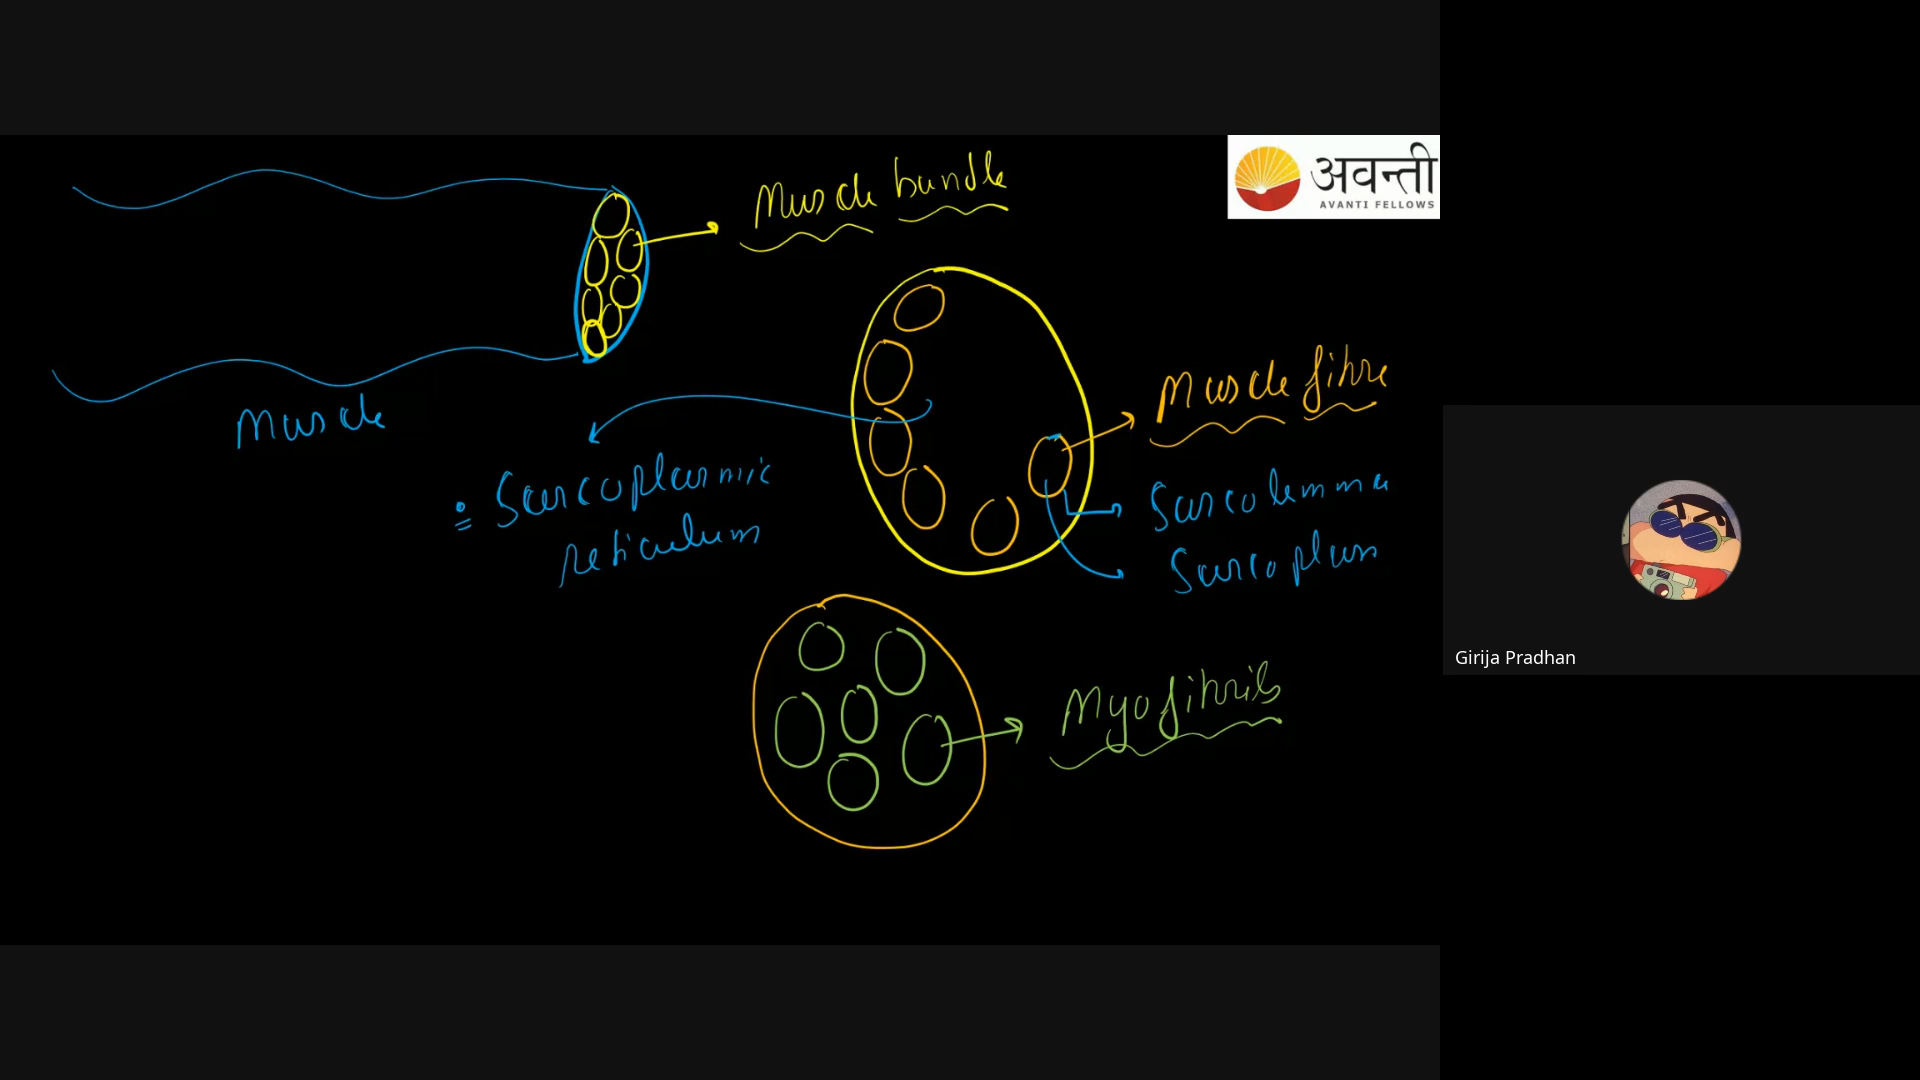 Muscle bundle
अवन्ती
AVANTI FELLOWS
Muscle fibre
Muscle
Sarcoplasmic
reticulum
Sarcolemma
Sarcoplasm
Myofibrils
Girija Pradhan